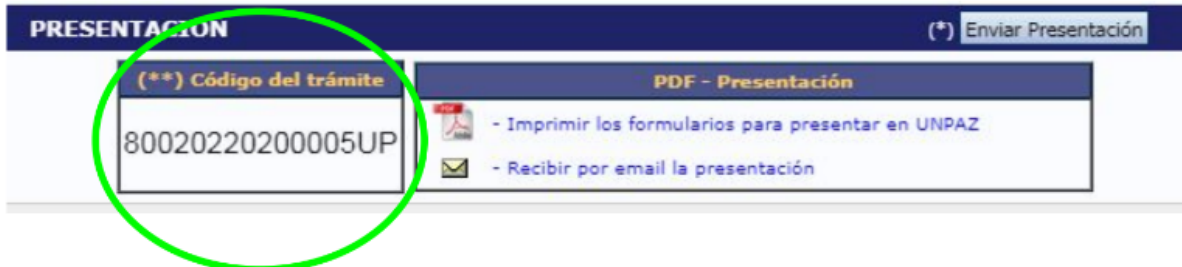 PRESENTACION
(*) Enviar Presentación
(**) Código del trámite
PDF - Presentación
80020220200005UP
PDF
- Imprimir los formularios para presentar en UNPAZ
- Recibir por email la presentación